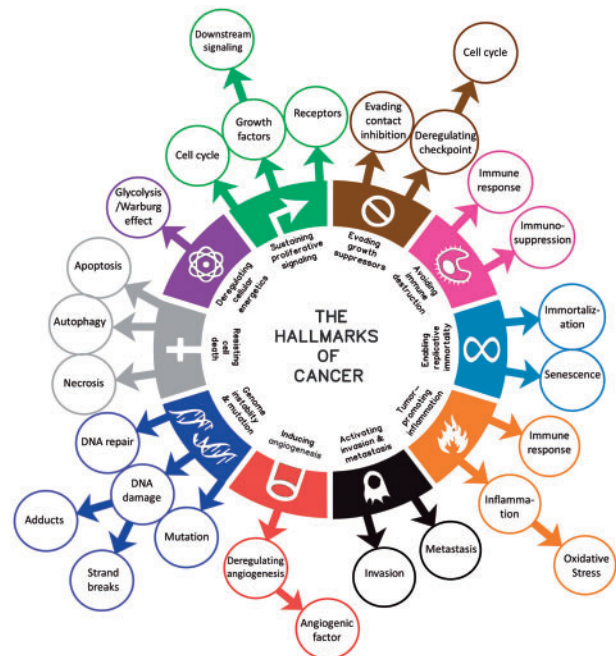 Downstream
signaling
Growth
factors
Receptors
Cell cycle
Evading
contact
inhibition
Cell cycle
Deregulating
checkpoint
Immune
response
Immuno-
suppression
Glycolysis
/Warburg
effect
Apoptosis
Autophagy
Necrosis
Immortaliz-
ation
Senescence
Immune
response
Inflamma-
tion
Oxidative
Stress
DNA repair
DNA
damage
Adducts
Strand
breaks
Mutation
Deregulating
angiogenesis
Angiogenic
factor
Invasion
Metastasis
Sustaining
proliferative
signaling
Evoding
growth
suppressors
Avoiding
immune
destruction
Enabling
replicative
immortality
Tumor-
promoting
inflammation
Activating
invasion &
metastasis
Inducing
angiogenesis
Genome
instability
& mutation
Resisting
cell
death
Deregulating
cellular
energetics
THE
HALLMARKS
OF
CANCER